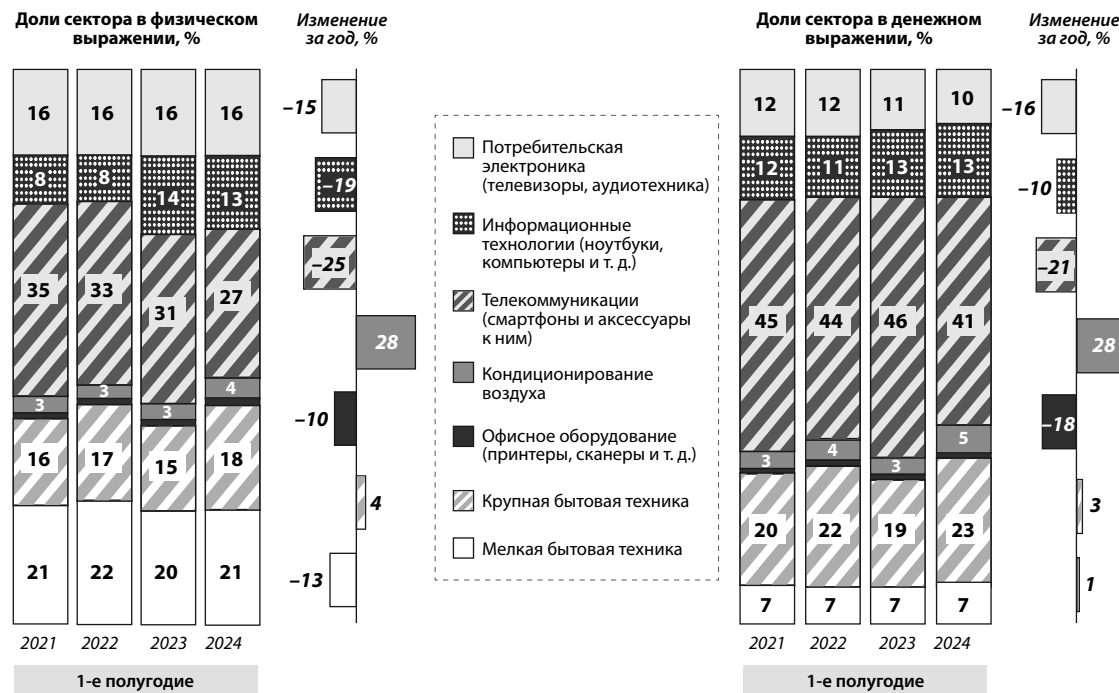 Доли сектора в физическом
выражении, %
Изменение
за год, %
16
16
16
16
8
8
14
13
35
33
31
27
3
3
3
4
16
17
15
18
21
22
20
21
2021
2022
2023
2024
1-е полугодие
–15
–19
–25
28
–10
4
–13
Потребительская
электроника
(телевизоры, аудиотехника)
Информационные
технологии (ноутбуки,
компьютеры и т. д.)
Телекоммуникации
(смартфоны и аксессуары
к ним)
Кондиционирование
воздуха
Офисное оборудование
(принтеры, сканеры и т. д.)
Крупная бытовая техника
Мелкая бытовая техника
Доли сектора в денежном
выражении, %
Изменение
за год, %
12
12
11
10
12
11
13
13
45
44
46
41
3
4
3
5
20
22
19
23
7
7
7
7
2021
2022
2023
2024
1-е полугодие
–16
–10
–21
28
–18
3
1